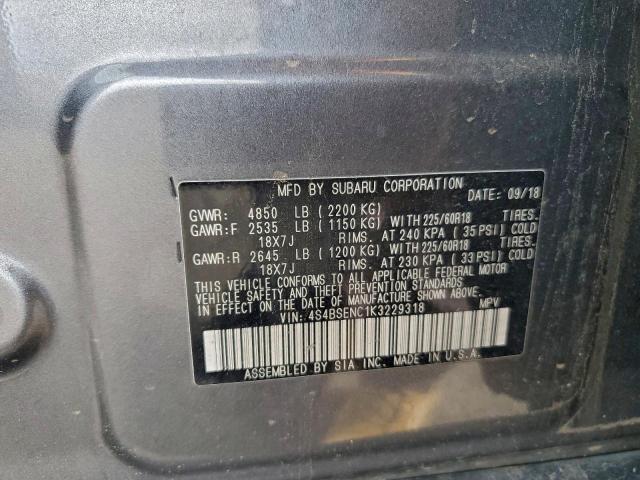 MFD BY SUBARU CORPORATION DATE: 09/18
GVWR: 4850 LB (2200 KG)
GAWR:F 2535 LB (1150 KG) WITH 225/60R18 TIRES.
18X7J RIMS. AT 240 KPA (35 PSI) COLD
GAWR:R 2645 LB (1200 KG) WITH 225/60R18 TIRES.
18X7J RIMS. AT 230 KPA (33 PSI) COLD
THIS VEHICLE CONFORMS TO ALL APPLICABLE FEDERAL MOTOR
VEHICLE SAFETY AND THEFT PREVENTION STANDARDS
IN EFFECT ON THE DATE OF MANUFACTURE SHOWN ABOVE.
VIN: 4S4BSENC1K3229318 MPV
ASSEMBLED BY SIA INC. MADE IN U.S.A.